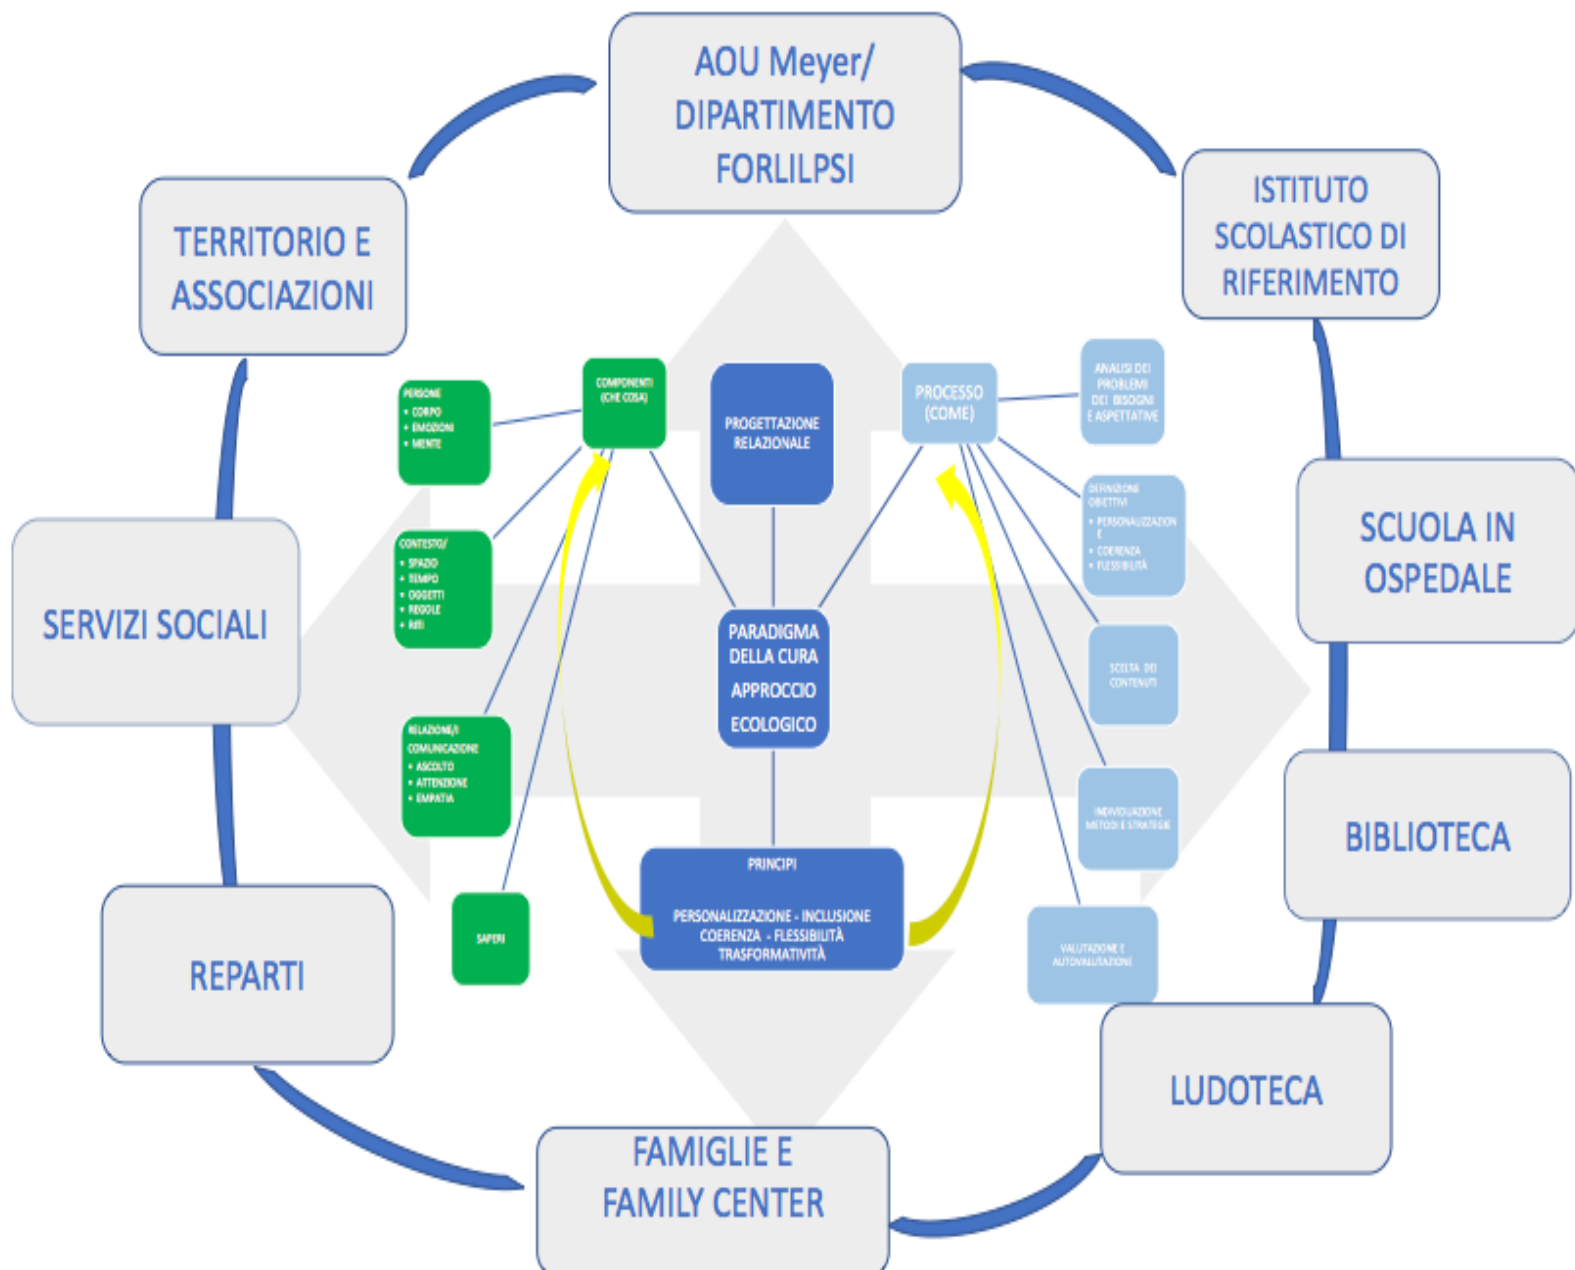 AOU Meyer/
DIPARTIMENTO
FORLILPSI
TERRITORIO E
ASSOCIAZIONI
ISTITUTO
SCOLASTICO DI
RIFERIMENTO
SERVIZI SOCIALI
SCUOLA IN
OSPEDALE
REPARTI
BIBLIOTECA
FAMIGLIE E
FAMILY CENTER
LUDOTECA
COMPONENTI
(CHE COSA)
PERSONE
• CORPO
• EMOZIONI
• MENTE
CONTESTO/
• SPAZIO
• TEMPO
• OGGETTI
• REGOLE
• RITI
RELAZIONE/I
COMUNICAZIONE
• ASCOLTO
• ATTENZIONE
• EMPATIA
SAPERI
PROGETTAZIONE
RELAZIONALE
PARADIGMA
DELLA CURA
APPROCCIO
ECOLOGICO
PRINCIPI
PERSONALIZZAZIONE - INCLUSIONE
COERENZA - FLESSIBILITÀ
TRASFORMATIVITÀ
PROCESSO
(COME)
ANALISI DEI
PROBLEMI
DEI BISOGNI
E ASPETTATIVE
DEFINIZIONE
OBIETTIVI
• PERSONALIZZAZION
E
• COERENZA
• FLESSIBILITÀ
SCELTA DEI
CONTENUTI
INDIVIDUAZIONE
METODI E STRATEGIE
VALUTAZIONE E
AUTOVALUTAZIONE